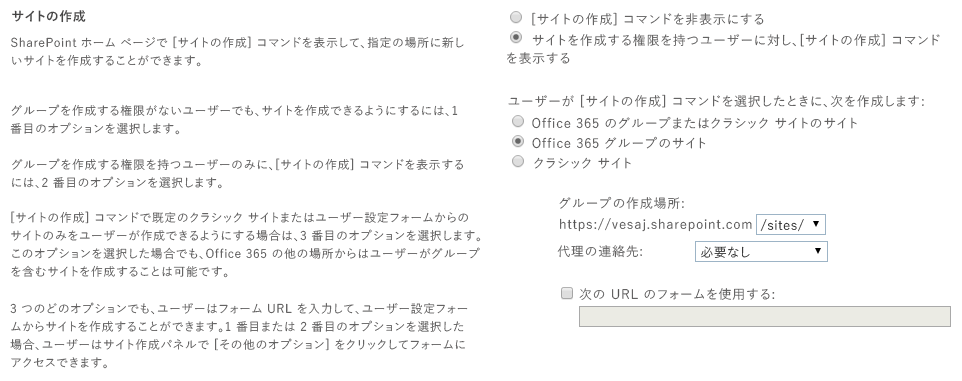 サイトの作成
SharePoint ホーム ページで [サイトの作成] コマンドを表示して、指定の場所に新し
いサイトを作成することができます。
グループを作成する権限がないユーザーでも、サイトを作成できるようにするには、1
番目のオプションを選択します。
グループを作成する権限を持つユーザーのみに、[サイトの作成] コマンドを表示する
には、2 番目のオプションを選択します。
[サイトの作成] コマンドで既定のクラシック サイトまたはユーザー設定フォームからの
サイトのみをユーザーが作成できるようにする場合は、3 番目のオプションを選択します。
このオプションを選択した場合でも、Office 365 の他の場所からはユーザーがグループ
を含むサイトを作成することは可能です。
3 つのどのオプションでも、ユーザーはフォーム URL を入力して、ユーザー設定フォー
ムからサイトを作成することができます。1 番目または 2 番目のオプションを選択した
場合、ユーザーはサイト作成パネルで [その他のオプション] をクリックしてフォームに
アクセスできます。
[サイトの作成] コマンドを非表示にする
サイトを作成する権限を持つユーザーに対し、[サイトの作成] コマンド
を表示する
ユーザーが [サイトの作成] コマンドを選択したときに、次を作成します:
Office 365 のグループまたはクラシック サイトのサイト
Office 365 グループのサイト
クラシック サイト
グループの作成場所:
https://vesaj.sharepoint.com /sites/
代理の連絡先: 必要なし
次の URL のフォームを使用する: